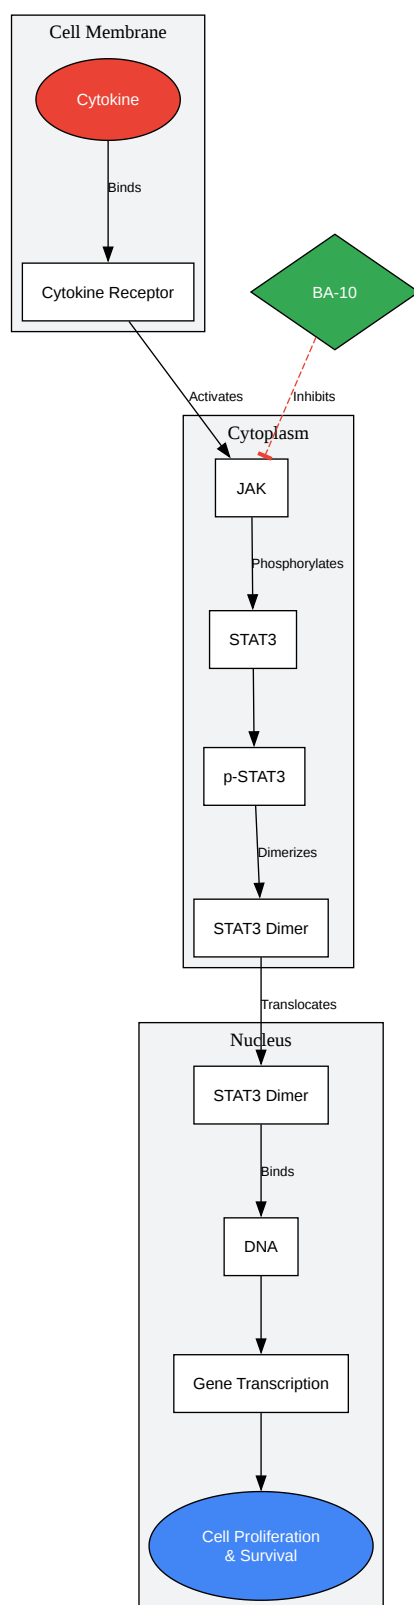 Cell Membrane
Cytokine
Binds
Cytokine Receptor
BA-10
Activates
Inhibits
Cytoplasm
JAK
Phosphorylates
STAT3
p-STAT3
Dimerizes
STAT3 Dimer
Translocates
Nucleus
STAT3 Dimer
Binds
DNA
Gene Transcription
Cell Proliferation
& Survival